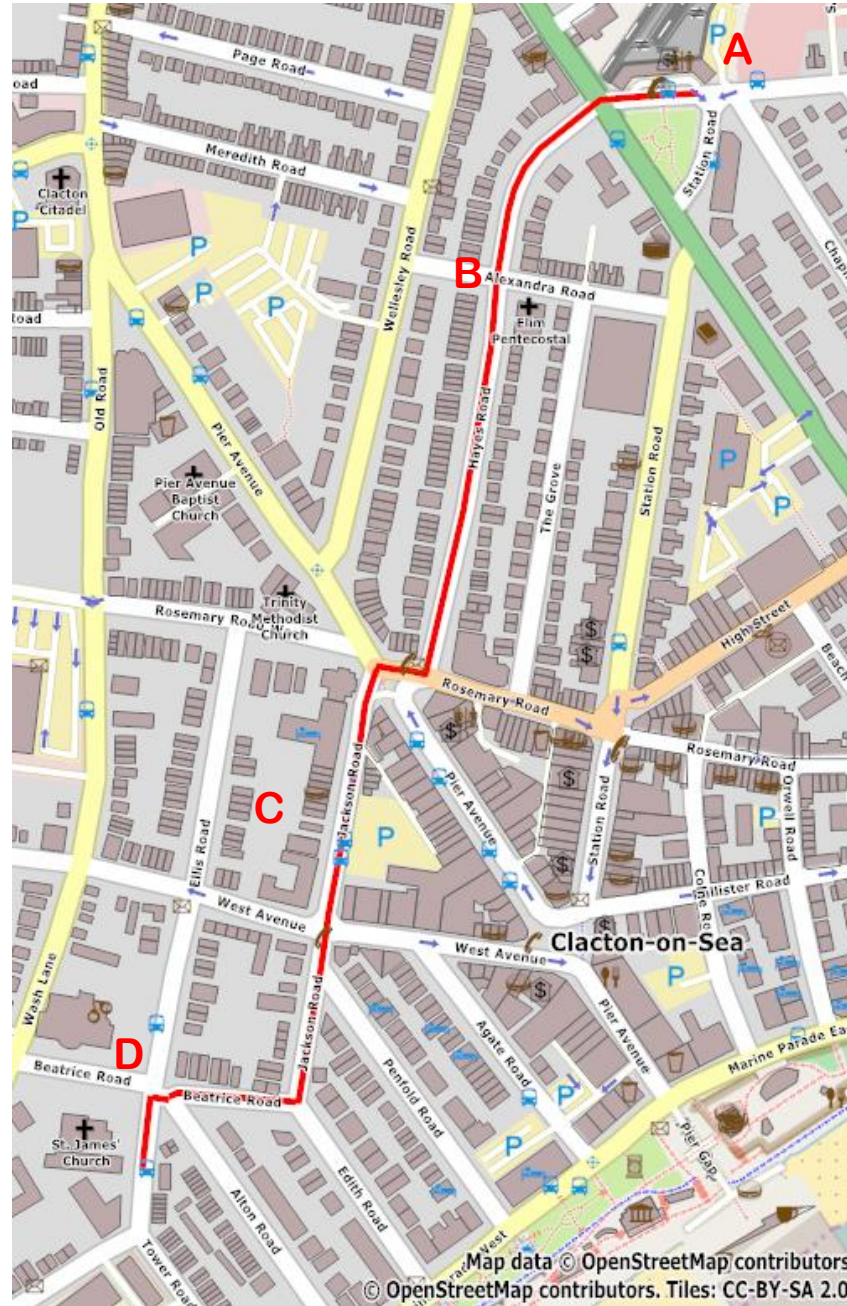 A
P
Page Road
oad
Meredith Road
Station Road
Clacton
Citadel
P
P
P
P
Wellesley Road
B
Alexandra Road
Elim
Pentecostal
Road
Old Road
Pier Avenue
Hayes Road
The Grove
Station Road
P
P
Pier Avenue
Baptist
Church
Trinity
Methodist
Church
Rosemary Road
High Street
Beach
Rosemary Road
Rosemary Road
C
Jackson Road
P
Pier Avenue
Station Road
Orwell Road
P
Ellis Road
West Avenue
West Avenue
Clacton-on-Sea
P
Wash Lane
D
Beatrice Road
Beatrice Road
Jackson Road
Penfold Road
Agate Road
Pier Avenue
Marine Parade Ea
P
P
Pier Gap
St. James'
Church
Alton Road
Edith Road
Tower Road
Map data © OpenStreetMap contributors
© OpenStreetMap contributors. Tiles: CC-BY-SA 2.0